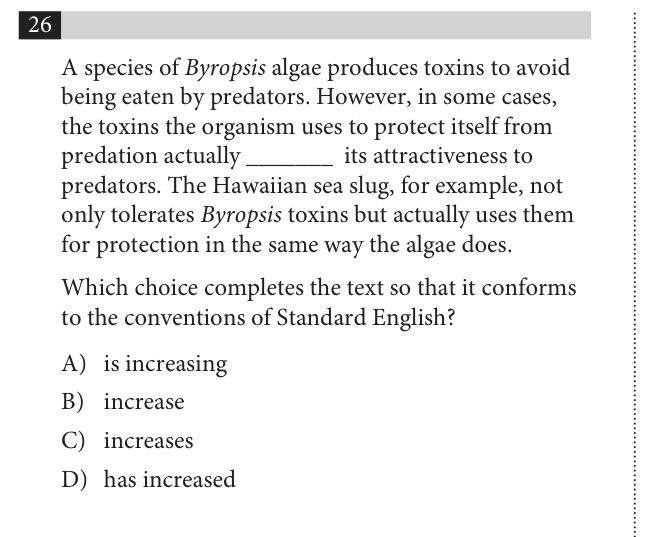 26
A species of Byropsis algae produces toxins to avoid
being eaten by predators. However, in some cases,
the toxins the organism uses to protect itself from
predation actually _______ its attractiveness to
predators. The Hawaiian sea slug, for example, not
only tolerates Byropsis toxins but actually uses them
for protection in the same way the algae does.
Which choice completes the text so that it conforms
to the conventions of Standard English?
A) is increasing
B) increase
C) increases
D) has increased